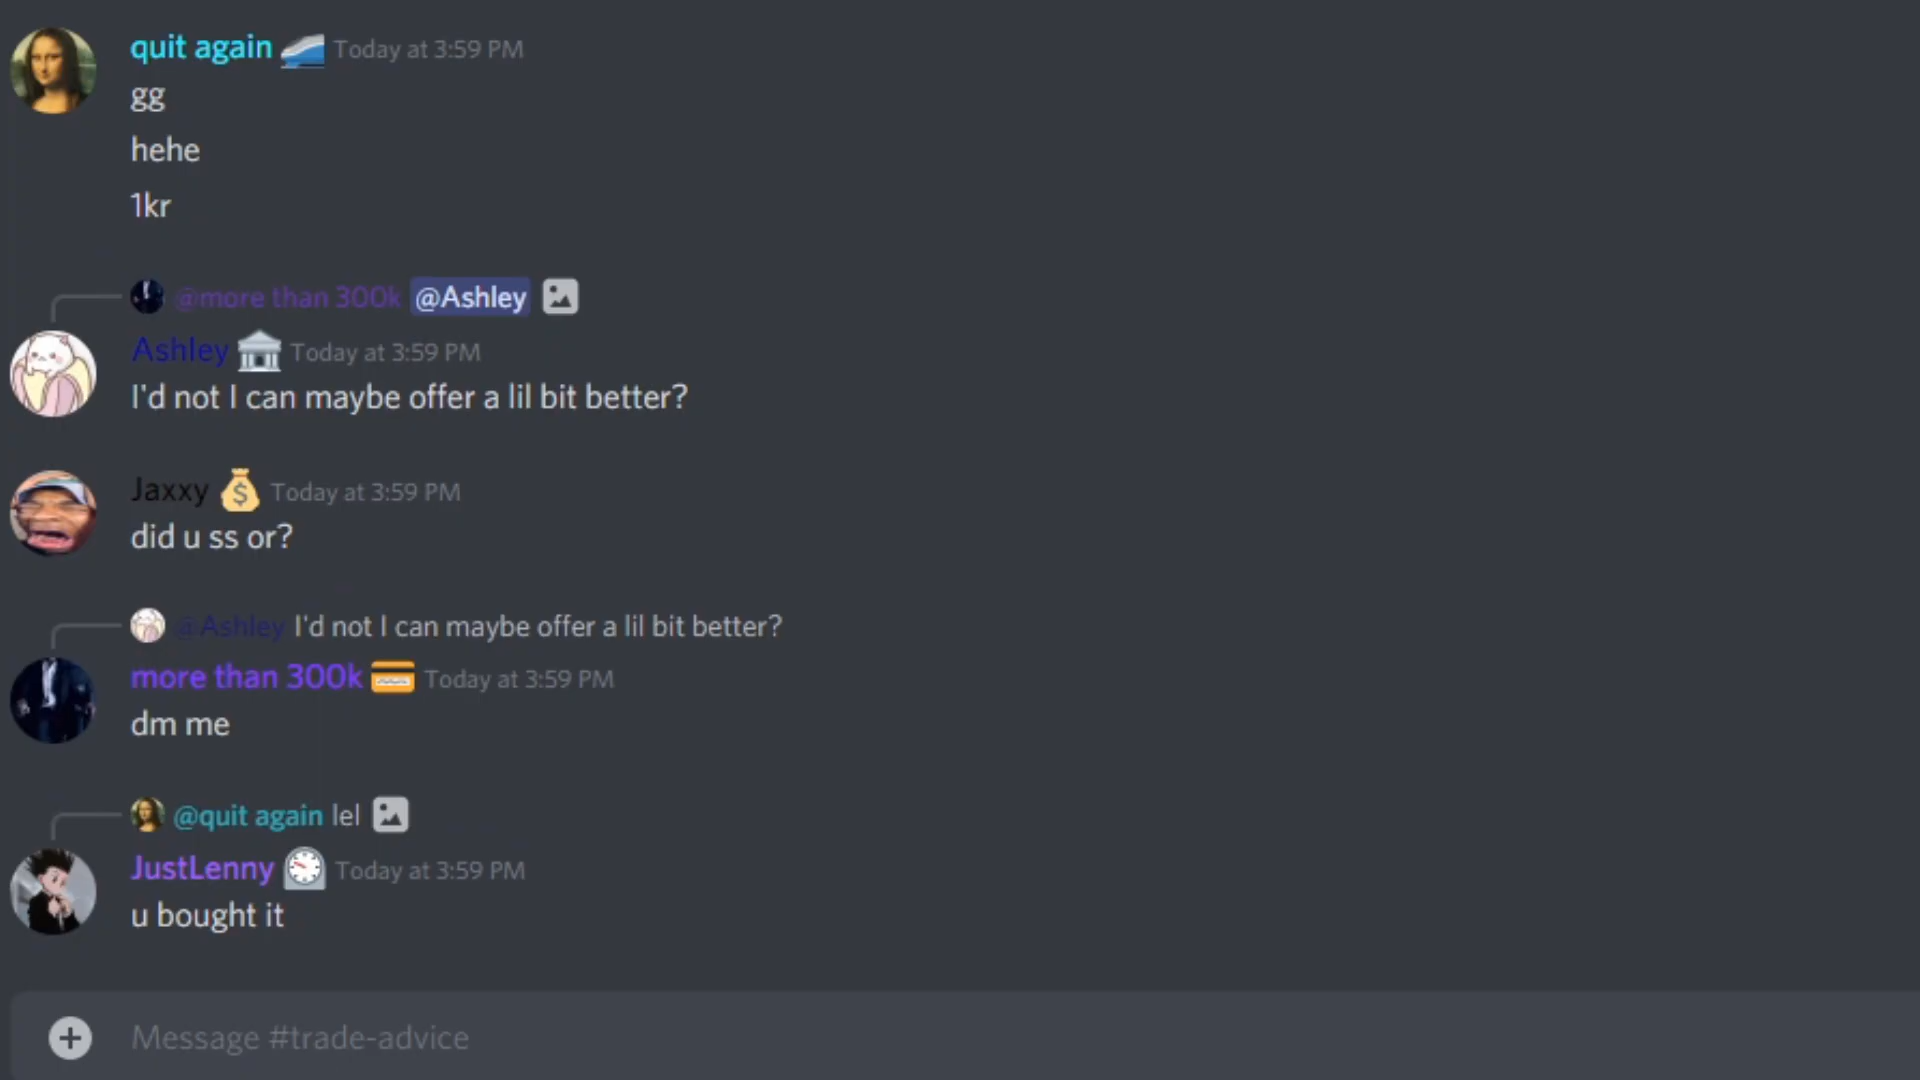 quit again Today at 3:59 PM
gg
hehe
1kr
@more than 300k @Ashley
Ashley Today at 3:59 PM
I'd not I can maybe offer a lil bit better?
Jaxxy Today at 3:59 PM
did u ss or?
@Ashley I'd not I can maybe offer a lil bit better?
more than 300k Today at 3:59 PM
dm me
@quit again lel
JustLenny Today at 3:59 PM
u bought it
Message #trade-advice